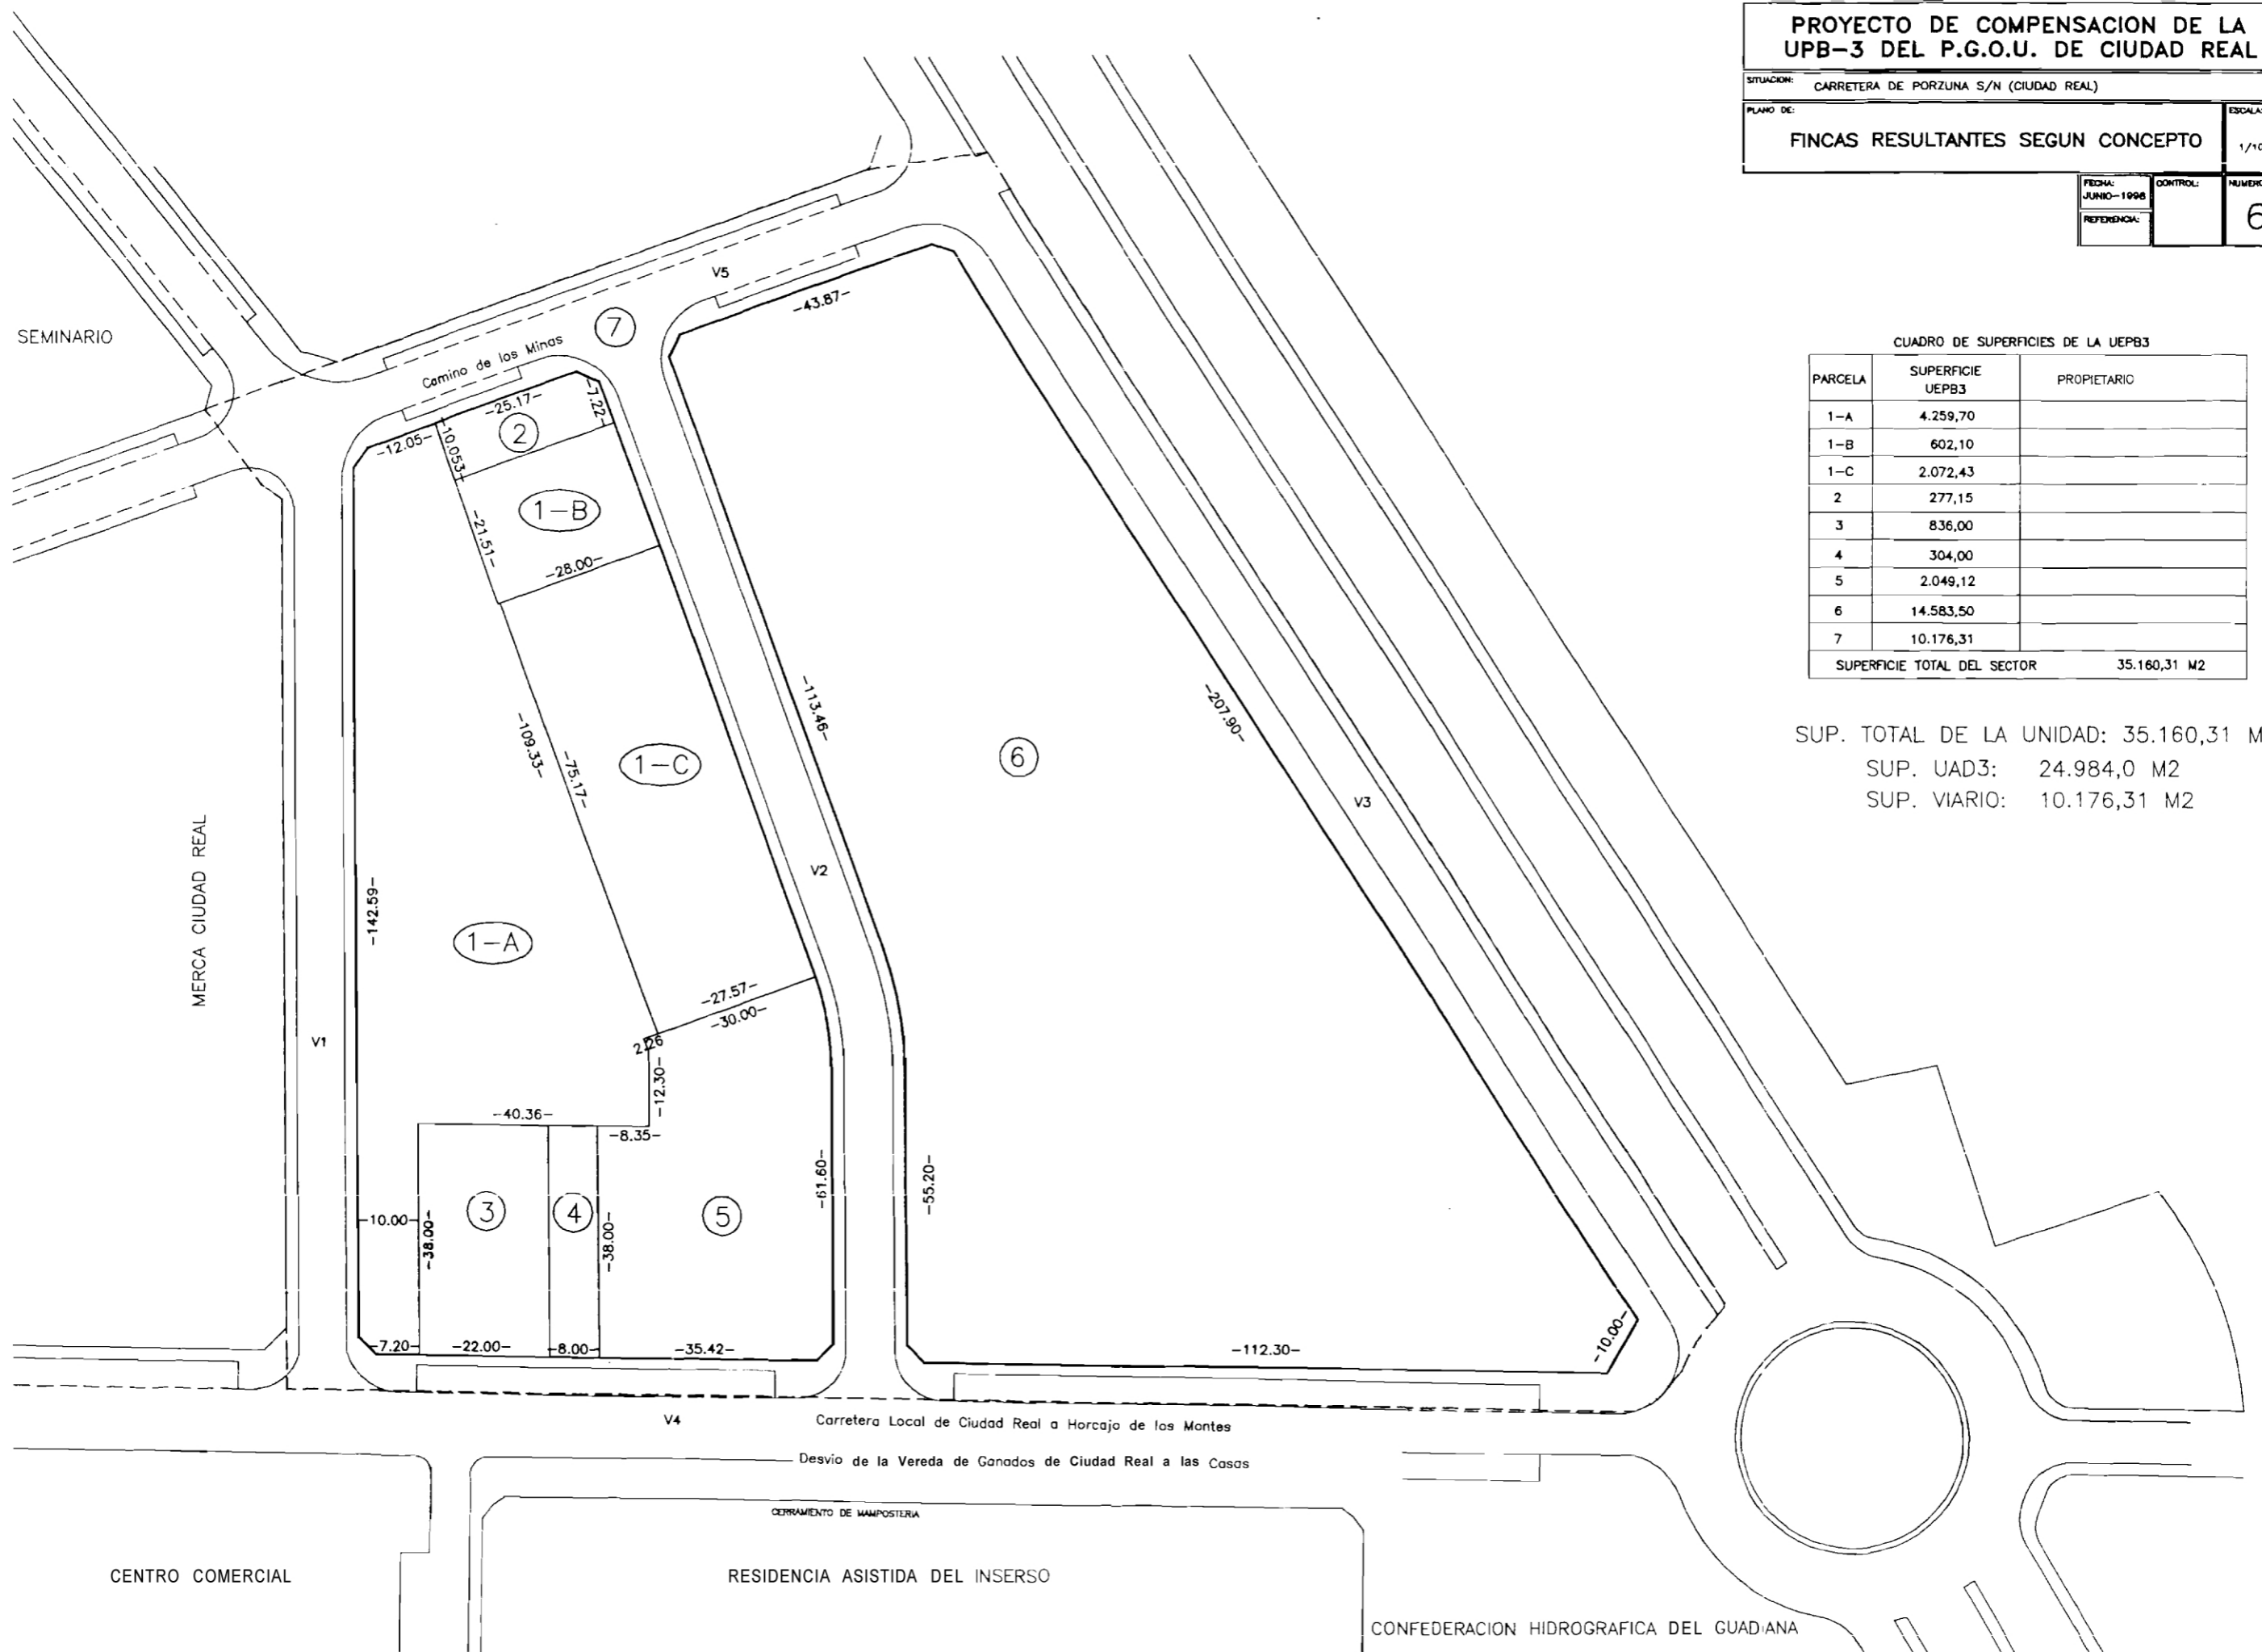 PROYECTO DE COMPENSACION DE LA
UPB-3 DEL P.G.O.U. DE CIUDAD REAL
SITUACION: CARRETERA DE PORZUNA S/N (CIUDAD REAL)
PLANO DE:
FINCAS RESULTANTES SEGUN CONCEPTO
ESCALA:
FECHA:
JUNIO-1996
CONTROL:
NUMERO
REFERENCIA:
6
CUADRO DE SUPERFICIES DE LA UEPB3
PARCELA SUPERFICIE UEPB3 PROPIETARIO
1-A 4.259,70
1-B 602,10
1-C 2.072,43
2 277,15
3 836,00
4 304,00
5 2.049,12
6 14.583,50
7 10.176,31
SUPERFICIE TOTAL DEL SECTOR 35.160,31 M2
SUP. TOTAL DE LA UNIDAD: 35.160,31 M
SUP. UAD3: 24.984,0 M2
SUP. VIARIO: 10.176,31 M2
SEMINARIO
V5
7
Camino de los Minas
-43.87-
-25.17-
-7.22-
2
-12.05-
-10.053-
1-B
-21.51-
-28.00-
-113.46-
-207.90-
-109.33-
-75.17-
1-C
6
V3
MERCA CIUDAD REAL
V2
-142.59-
1-A
-27.57-
-30.00-
V1
2.26
-12.30-
-40.36-
-8.35-
-61.60-
-55.20-
-10.00-
-38.00-
3
4
-38.00-
5
-7.20-
-22.00-
-8.00-
-35.42-
-112.30-
-10.00-
V4
Carretera Local de Ciudad Real a Horcajo de los Montes
Desvio de la Vereda de Ganados de Ciudad Real a las Casas
CERRAMIENTO DE MAMPOSTERIA
CENTRO COMERCIAL
RESIDENCIA ASISTIDA DEL INSERSO
CONFEDERACION HIDROGRAFICA DEL GUADIANA